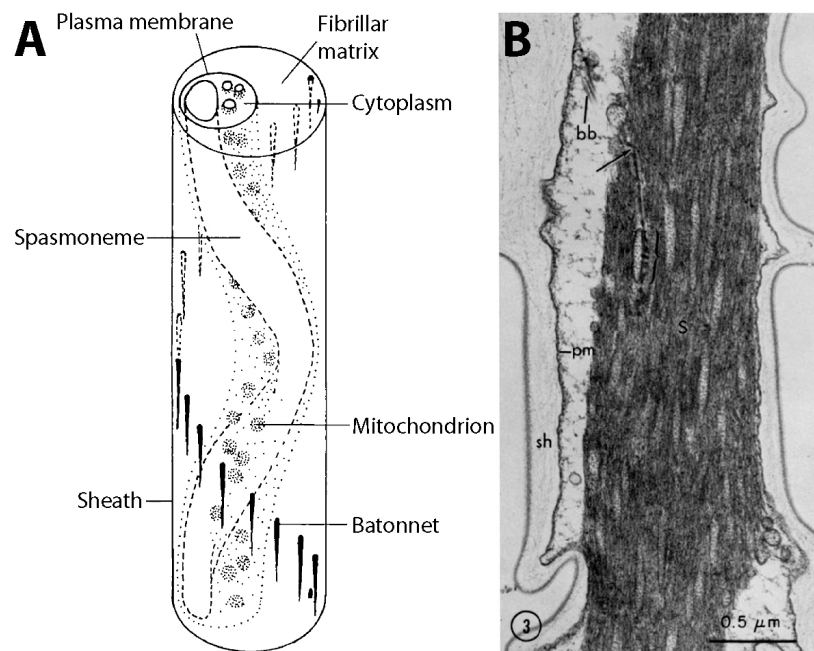 A
Plasma membrane
Fibrillar
matrix
Cytoplasm
Spasmoneme
Mitochondrion
Sheath
Batonnet
B
bb
S
pm
sh
3
0.5 μm